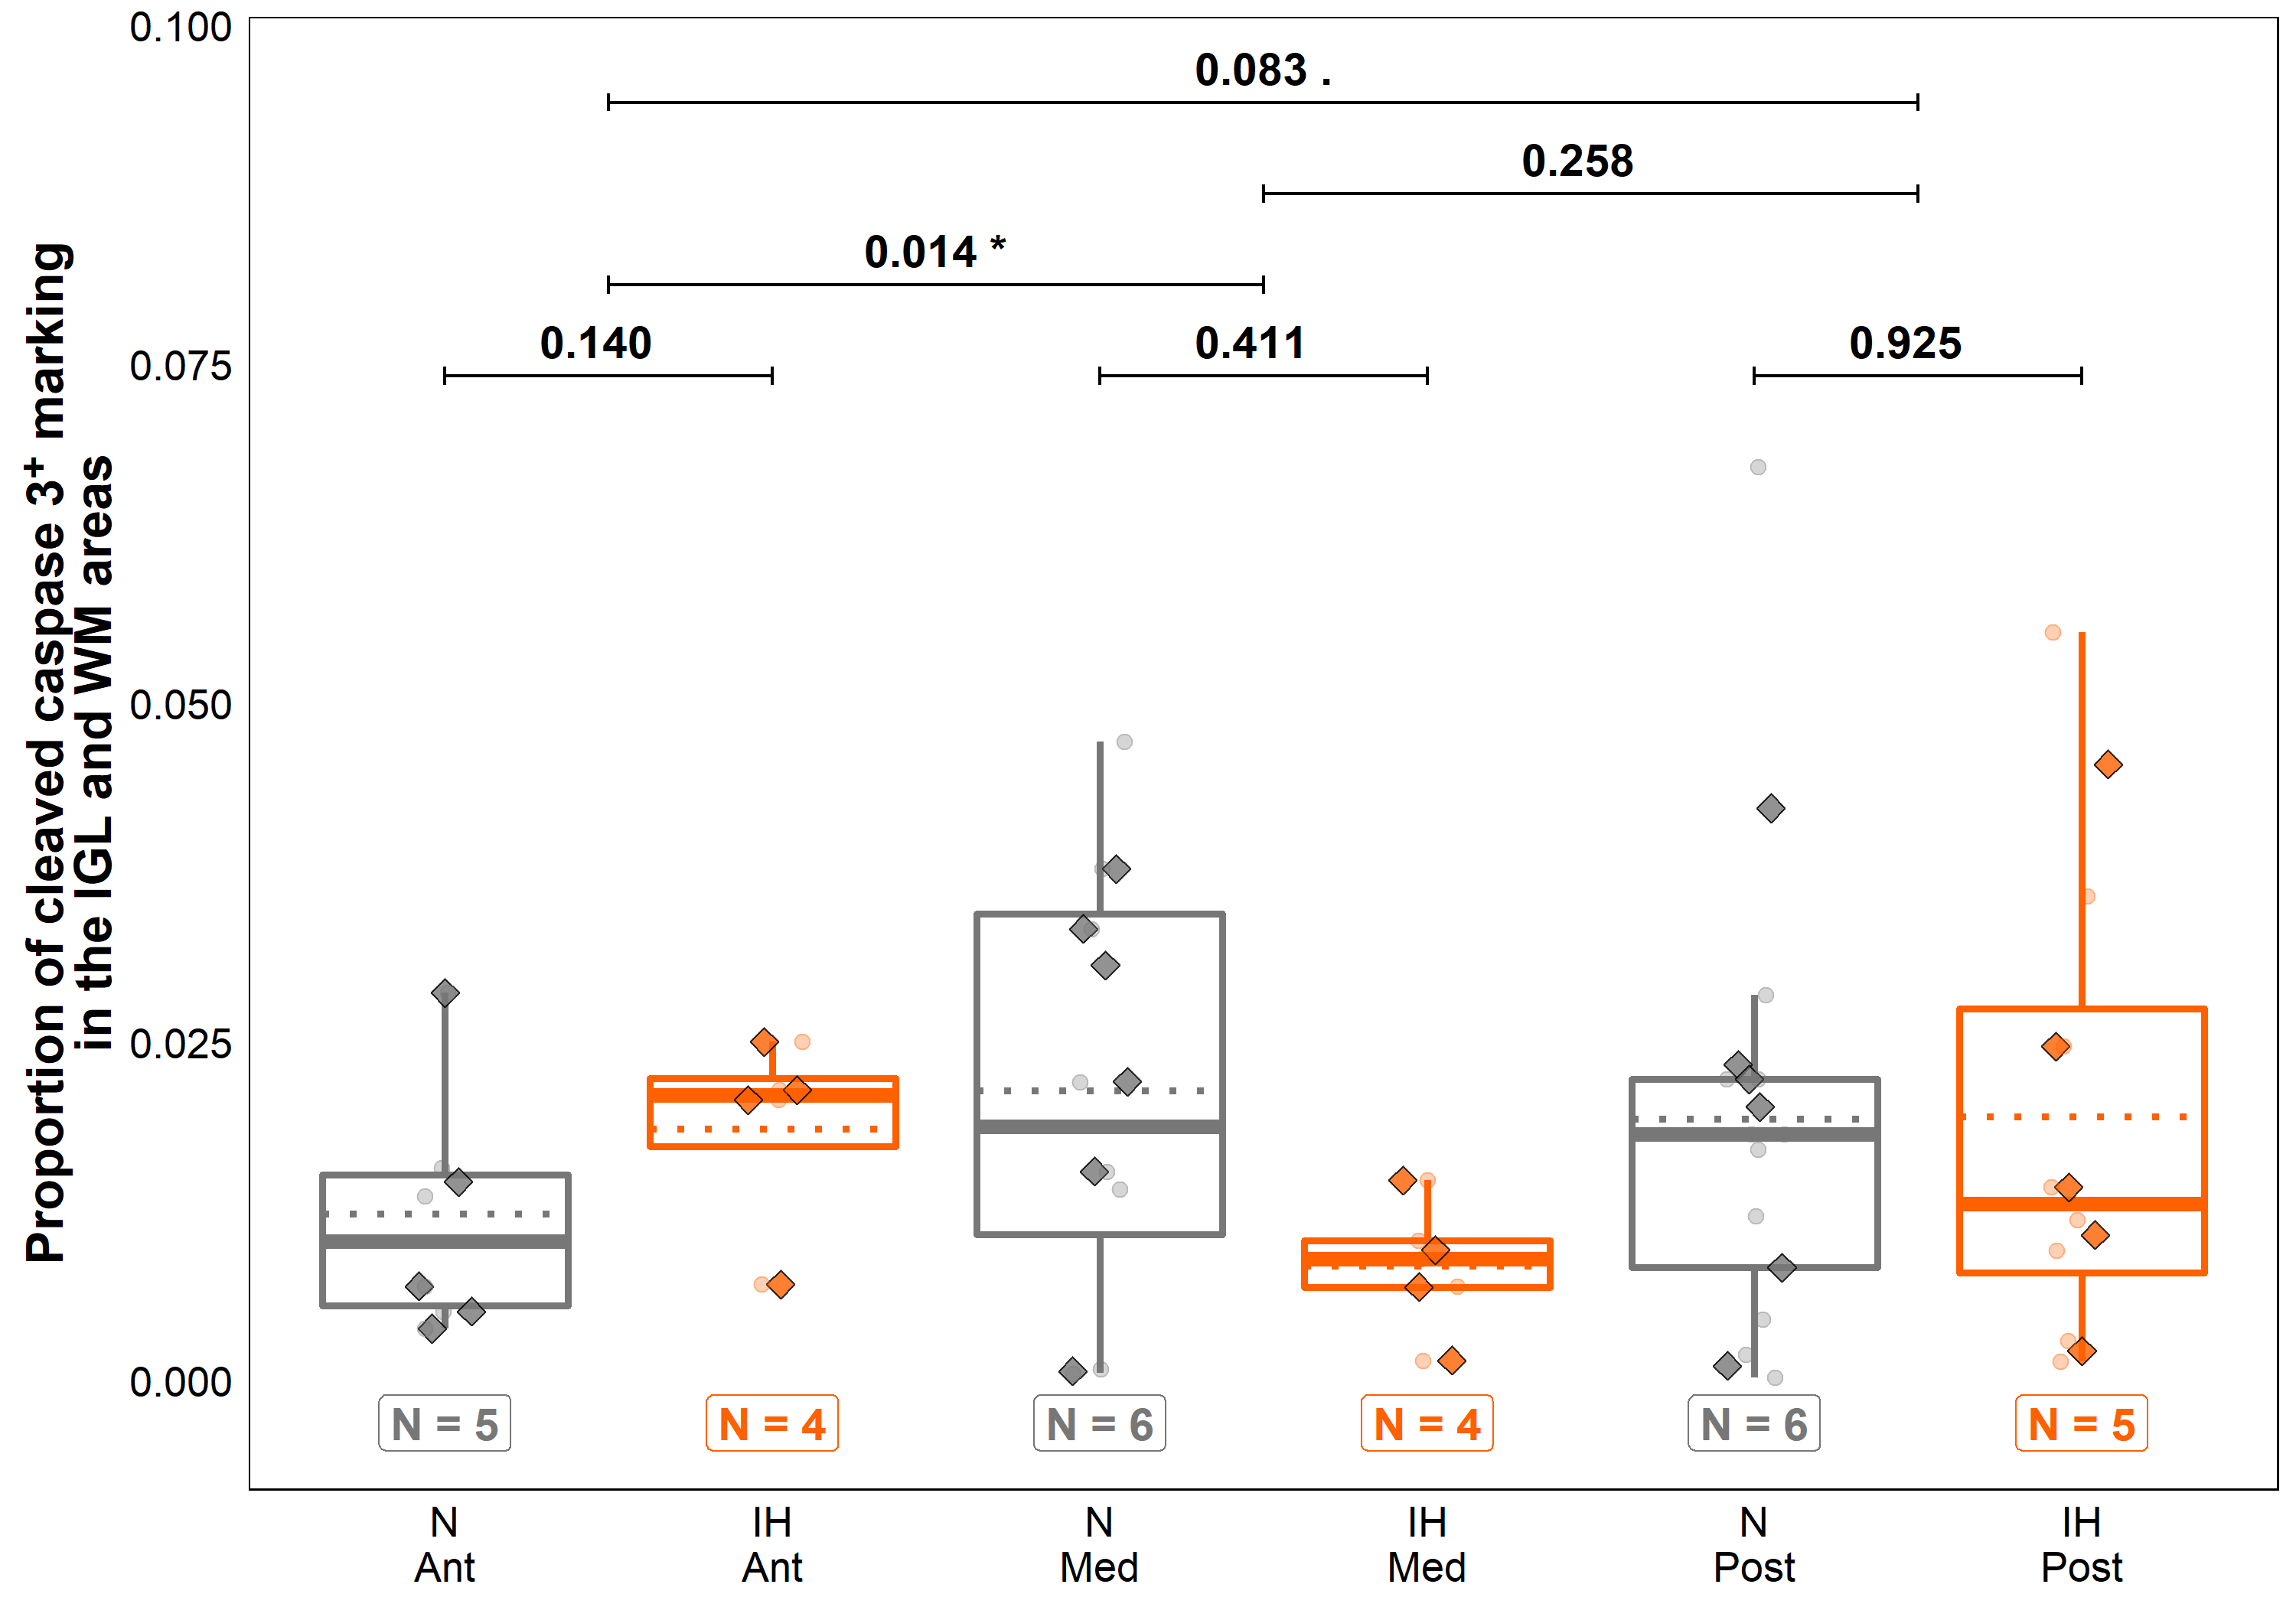 Proportion of cleaved caspase 3⁺ marking
in the IGL and WM areas
0.100
0.075
0.050
0.025
0.000
0.083 .
0.258
0.014 *
0.140
0.411
0.925
N = 5
N = 4
N = 6
N = 4
N = 6
N = 5
N
Ant
IH
Ant
N
Med
IH
Med
N
Post
IH
Post